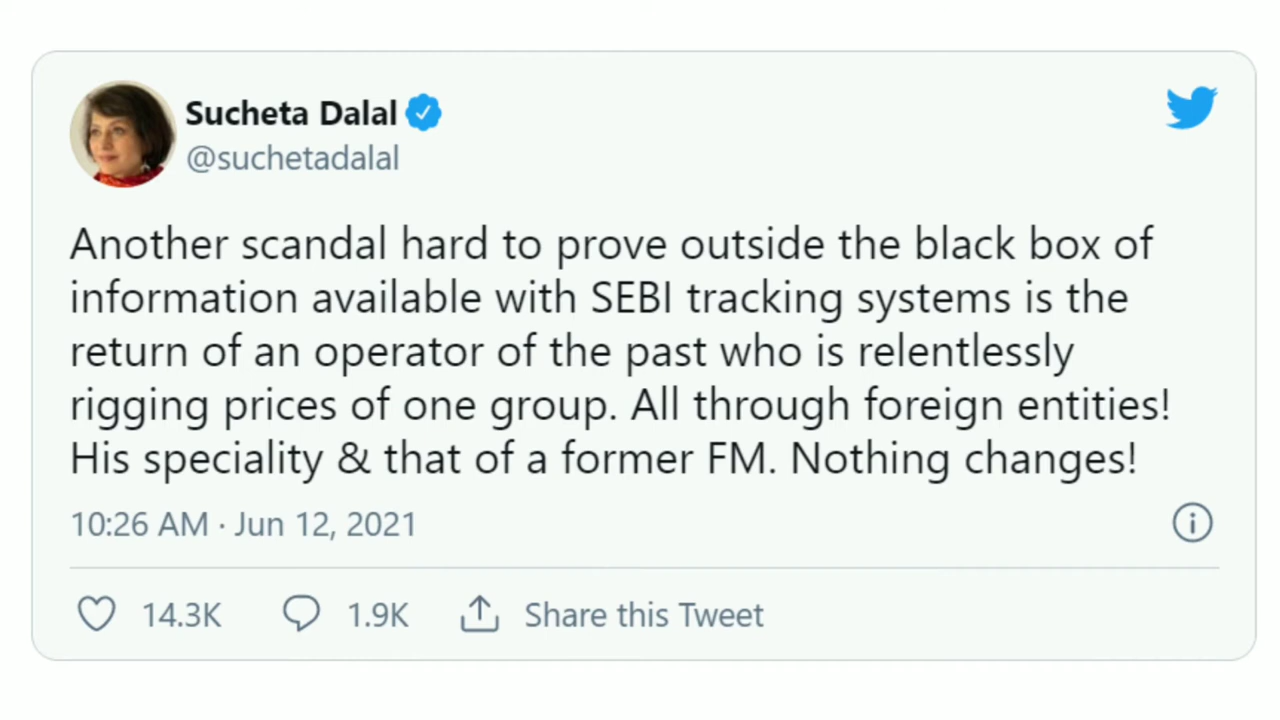 Sucheta Dalal
@suchetadalal
Another scandal hard to prove outside the black box of
information available with SEBI tracking systems is the
return of an operator of the past who is relentlessly
rigging prices of one group. All through foreign entities!
His speciality & that of a former FM. Nothing changes!
10:26 AM · Jun 12, 2021
14.3K 1.9K Share this Tweet